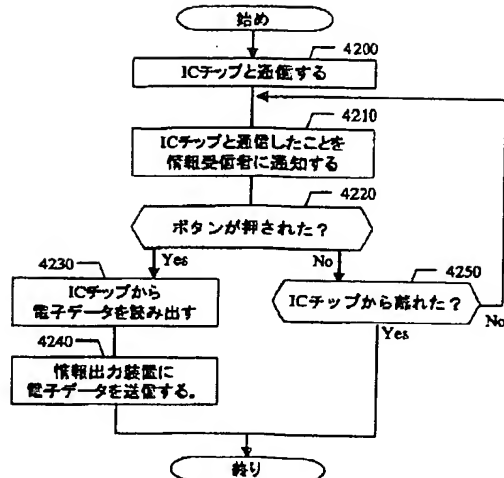 始め
4200
ICチップと通信する
4210
ICチップと通信したことを
情報受信者に通知する
4220
ボタンが押された?
Yes
No
4230
ICチップから
電子データを読み出す
4250
ICチップから離れた?
No
Yes
4240
情報出力装置に
電子データを送信する。
終り